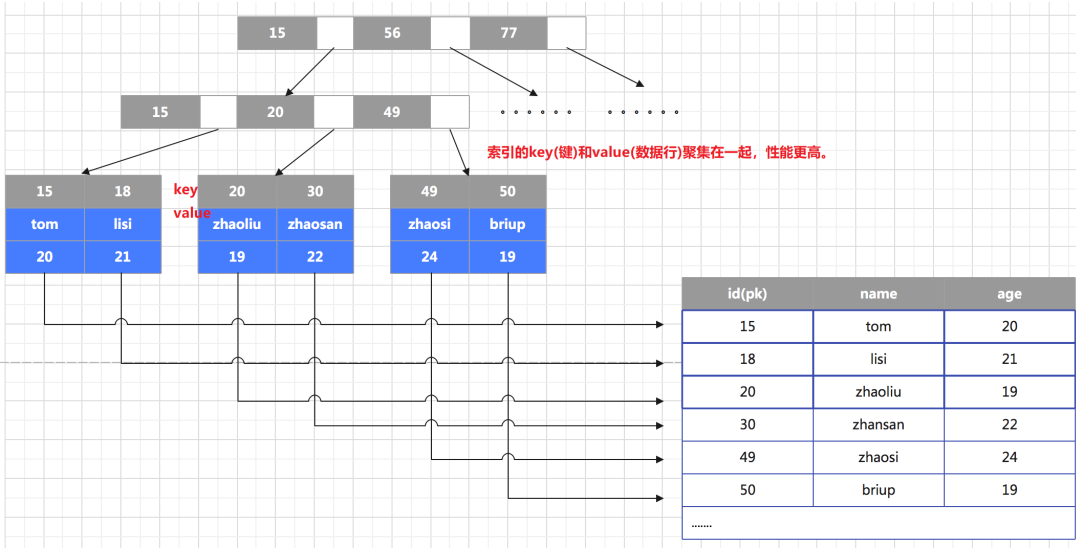 15 56 77
15 20 49
...... ......
索引的key(键)和value(数据行)聚集在一起，性能更高。
15 18 key 20 30 49 50
value
tom lisi zhaoliu zhaosan zhaosi briup
20 21 19 22 24 19
id(pk) name age
15 tom 20
18 lisi 21
20 zhaoliu 19
30 zhansan 22
49 zhaosi 24
50 briup 19
.......